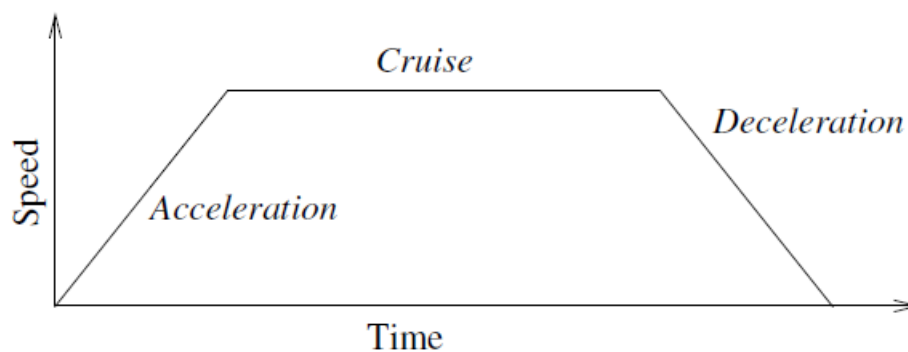 Cruise
Deceleration
Speed
Acceleration
Time